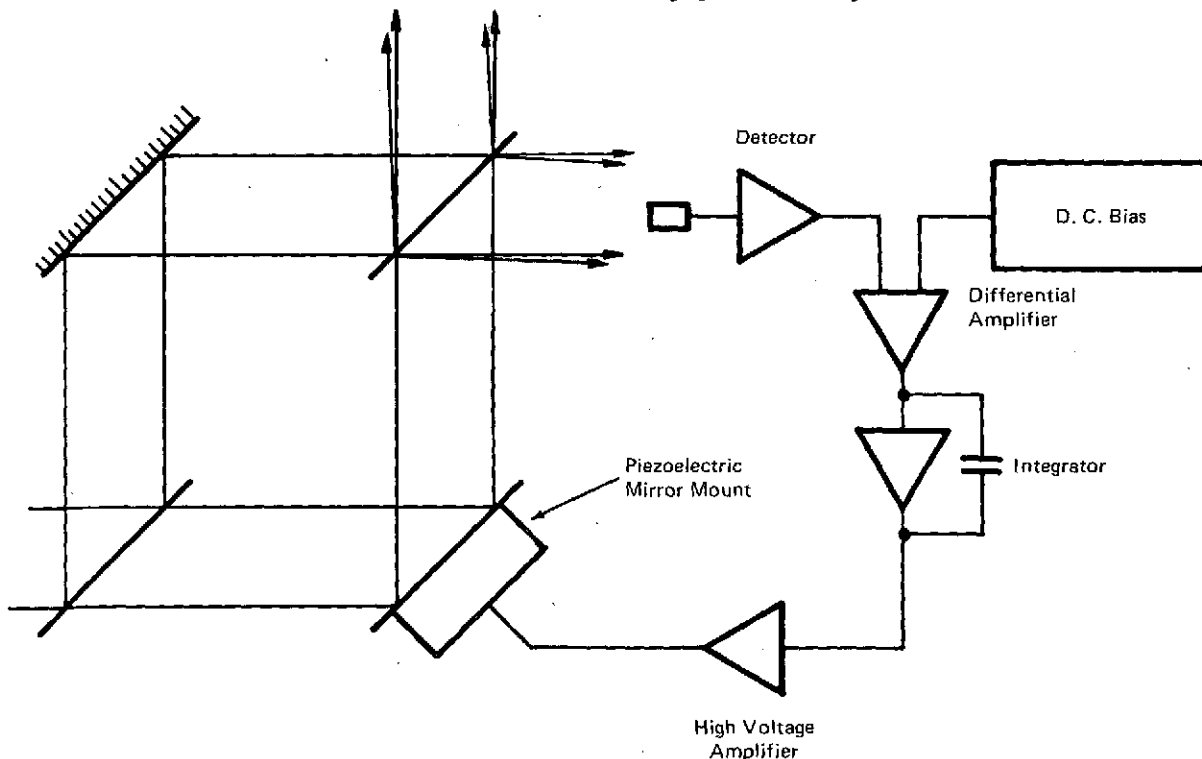 Detector
D. C. Bias
Differential
Amplifier
Piezoelectric
Mirror Mount
Integrator
High Voltage
Amplifier